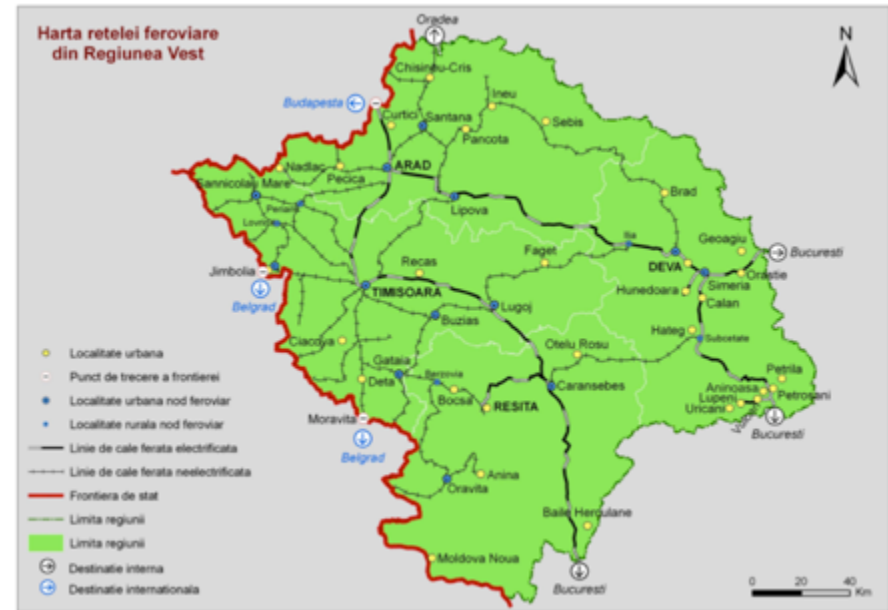 Harta retelei feroviare
din Regiunea Vest
Oradea
N
Chisineu-Cris
Budapesta
Ineu
Curtici
Santana
Sebis
Pancota
Nadlac
Pecica
ARAD
Sannicolau Mare
Periam
Lipova
Brad
Lovrin
Ilia
Geoagiu
Faget
Bucuresti
Recas
DEVA
Jimbolia
Orastie
Simeria
Belgrad
TIMISOARA
Hunedoara
Calan
Lugoj
Buzias
Hateg
Subcetate
Ciacova
Otelu Rosu
Gataia
Petrila
Deta
Berzovia
Caransebes
Aninoasa
Petrosani
Bocsa
Lupeni
RESITA
Uricani
Moravita
Bucuresti
Belgrad
Anina
Oravita
Baile Herculane
Moldova Noua
Bucuresti
Localitate urbana
Punct de trecere a frontierei
Localitate urbana nod feroviar
Localitate rurala nod feroviar
Linie de cale ferata electrificata
Linie de cale ferata neelectrificata
Frontiera de stat
Limita regiunii
Limita regiunii
Destinatie interna
Destinatie internationala
0 20 40
Km